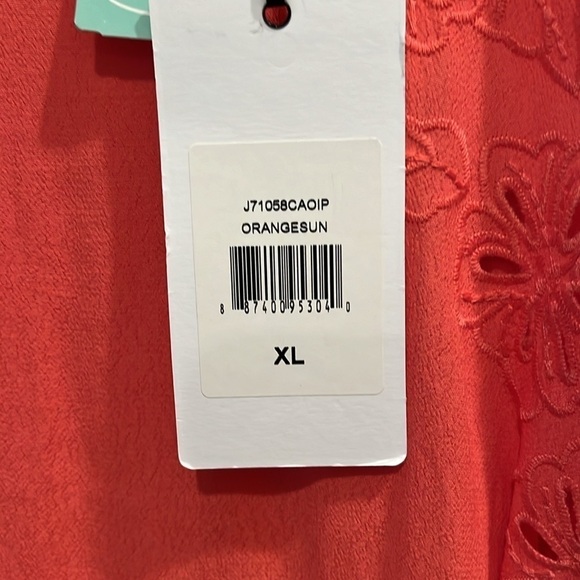 J71058CAOIP
ORANGESUN
8 87400 95304 0
XL